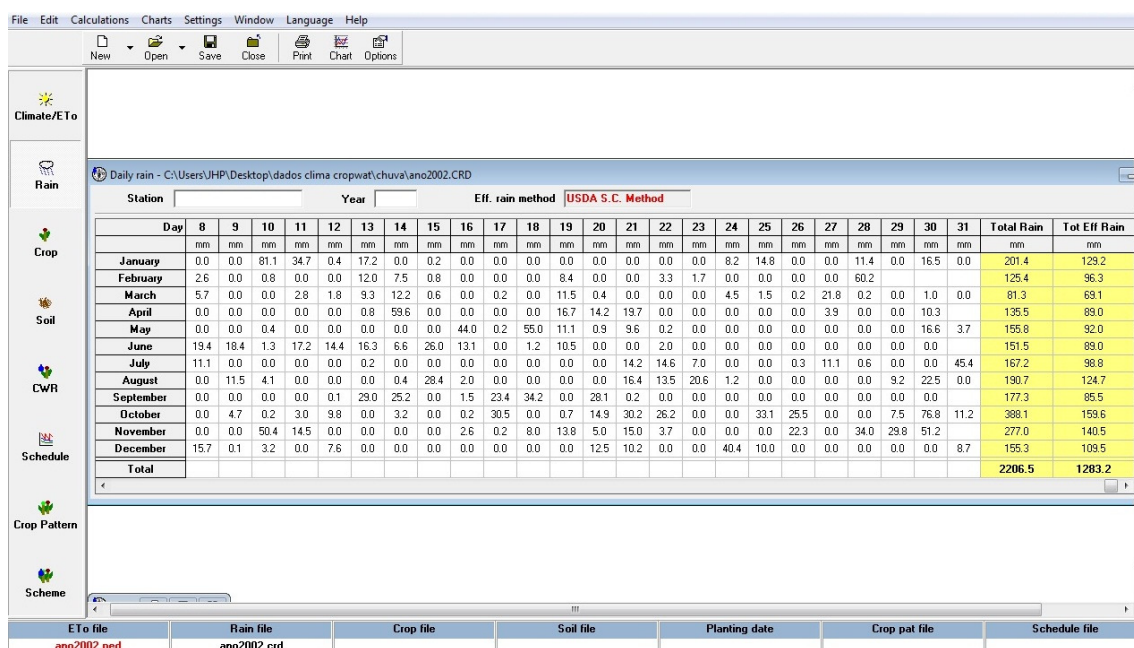 File Edit Calculations Charts Settings Window Language Help
New Open Save Close Print Chart Options
Climate/ETo
Rain
Crop
Soil
CWR
Schedule
Crop Pattern
Scheme
Daily rain - C:\Users\JHP\Desktop\dados clima cropwat\chuva\ano2002.CRD
Station Year Eff. rain method USDA S.C. Method
Day 8 9 10 11 12 13 14 15 16 17 18 19 20 21 22 23 24 25 26 27 28 29 30 31 Total Rain Tot Eff Rain
mm mm mm mm mm mm mm mm mm mm mm mm mm mm mm mm mm mm mm mm mm mm mm mm mm mm
January 0.0 0.0 81.1 34.7 0.4 17.2 0.0 0.2 0.0 0.0 0.0 0.0 0.0 0.0 0.0 0.0 8.2 14.8 0.0 0.0 11.4 0.0 16.5 0.0 201.4 129.2
February 2.6 0.0 0.8 0.0 0.0 12.0 7.5 0.8 0.0 0.0 0.0 8.4 0.0 0.0 3.3 1.7 0.0 0.0 0.0 0.0 60.2 125.4 96.3
March 5.7 0.0 0.0 2.8 1.8 9.3 12.2 0.6 0.0 0.2 0.0 11.5 0.4 0.0 0.0 0.0 4.5 1.5 0.2 21.8 0.2 0.0 1.0 0.0 81.3 69.1
April 0.0 0.0 0.0 0.0 0.0 0.8 59.6 0.0 0.0 0.0 0.0 16.7 14.2 19.7 0.0 0.0 0.0 0.0 0.0 3.9 0.0 0.0 10.3 135.5 89.0
May 0.0 0.0 0.4 0.0 0.0 0.0 0.0 0.0 44.0 0.2 55.0 11.1 0.9 9.6 0.2 0.0 0.0 0.0 0.0 0.0 0.0 0.0 16.6 3.7 155.8 92.0
June 19.4 18.4 1.3 17.2 14.4 16.3 6.6 26.0 13.1 0.0 1.2 10.5 0.0 0.0 2.0 0.0 0.0 0.0 0.0 0.0 0.0 0.0 0.0 151.5 89.0
July 11.1 0.0 0.0 0.0 0.0 0.2 0.0 0.0 0.0 0.0 0.0 0.0 0.0 14.2 14.6 7.0 0.0 0.0 0.3 11.1 0.6 0.0 0.0 45.4 167.2 98.8
August 0.0 11.5 4.1 0.0 0.0 0.0 0.4 28.4 2.0 0.0 0.0 0.0 0.0 16.4 13.5 20.6 1.2 0.0 0.0 0.0 0.0 9.2 22.5 0.0 190.7 124.7
September 0.0 0.0 0.0 0.0 0.1 29.0 25.2 0.0 1.5 23.4 34.2 0.0 28.1 0.2 0.0 0.0 0.0 0.0 0.0 0.0 0.0 0.0 0.0 177.3 85.5
October 0.0 4.7 0.2 3.0 9.8 0.0 3.2 0.0 0.2 30.5 0.0 0.7 14.9 30.2 26.2 0.0 0.0 33.1 25.5 0.0 0.0 7.5 76.8 11.2 388.1 159.6
November 0.0 0.0 50.4 14.5 0.0 0.0 0.0 0.0 2.6 0.2 8.0 13.8 5.0 15.0 3.7 0.0 0.0 0.0 22.3 0.0 34.0 29.8 51.2 277.0 140.5
December 15.7 0.1 3.2 0.0 7.6 0.0 0.0 0.0 0.0 0.0 0.0 0.0 12.5 10.2 0.0 0.0 40.4 10.0 0.0 0.0 0.0 0.0 0.0 8.7 155.3 109.5
Total 2206.5 1283.2
ETo file Rain file Crop file Soil file Planting date Crop pat file Schedule file
ano2002.pen ano2002.crd